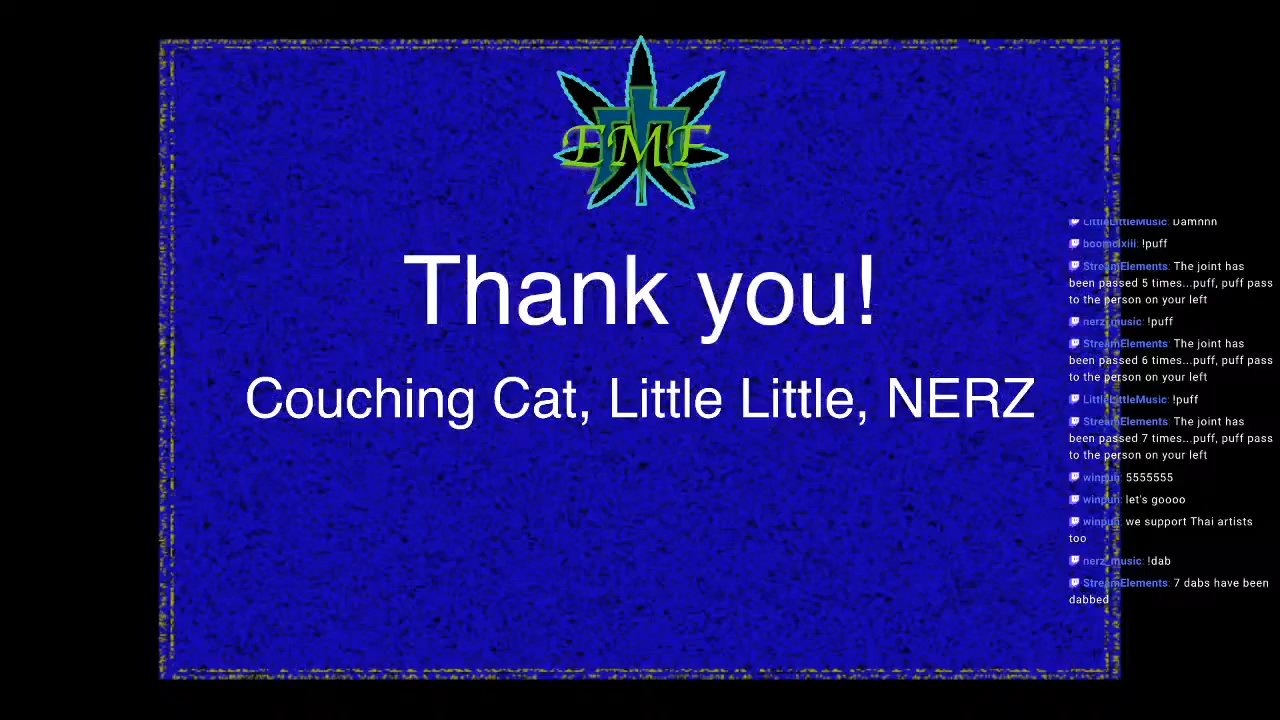 EMF
Thank you!
Couching Cat, Little Little, NERZ
LittleLittleMusic: Damnnn
boomclxiii: !puff
StreamElements: The joint has
been passed 5 times...puff, puff pass
to the person on your left
nerz_music: !puff
StreamElements: The joint has
been passed 6 times...puff, puff pass
to the person on your left
LittleLittleMusic: !puff
StreamElements: The joint has
been passed 7 times...puff, puff pass
to the person on your left
winpun: 5555555
winpun: let's goooo
winpun: we support Thai artists
too
nerz_music: !dab
StreamElements: 7 dabs have been
dabbed